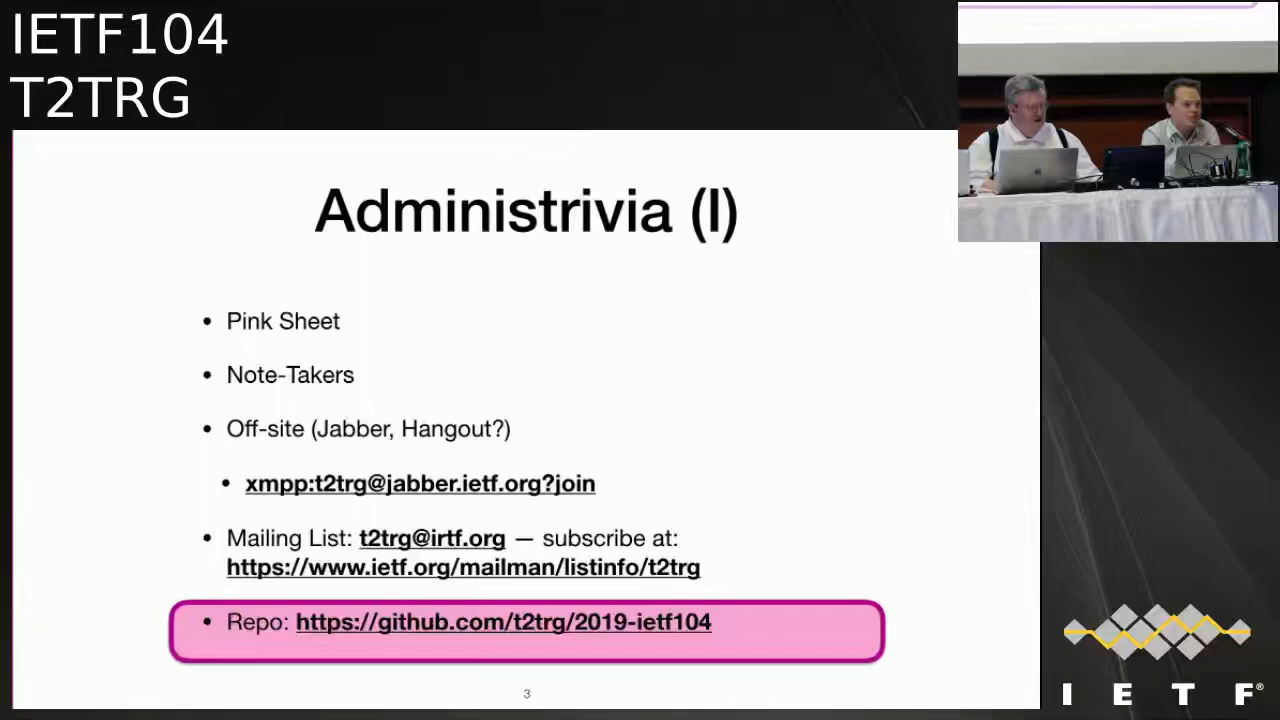 IETF104
T2TRG
Administrivia (I)
• Pink Sheet
• Note-Takers
• Off-site (Jabber, Hangout?)
• xmpp:t2trg@jabber.ietf.org?join
• Mailing List: t2trg@irtf.org — subscribe at:
https://www.ietf.org/mailman/listinfo/t2trg
• Repo: https://github.com/t2trg/2019-ietf104
3
I E T F®